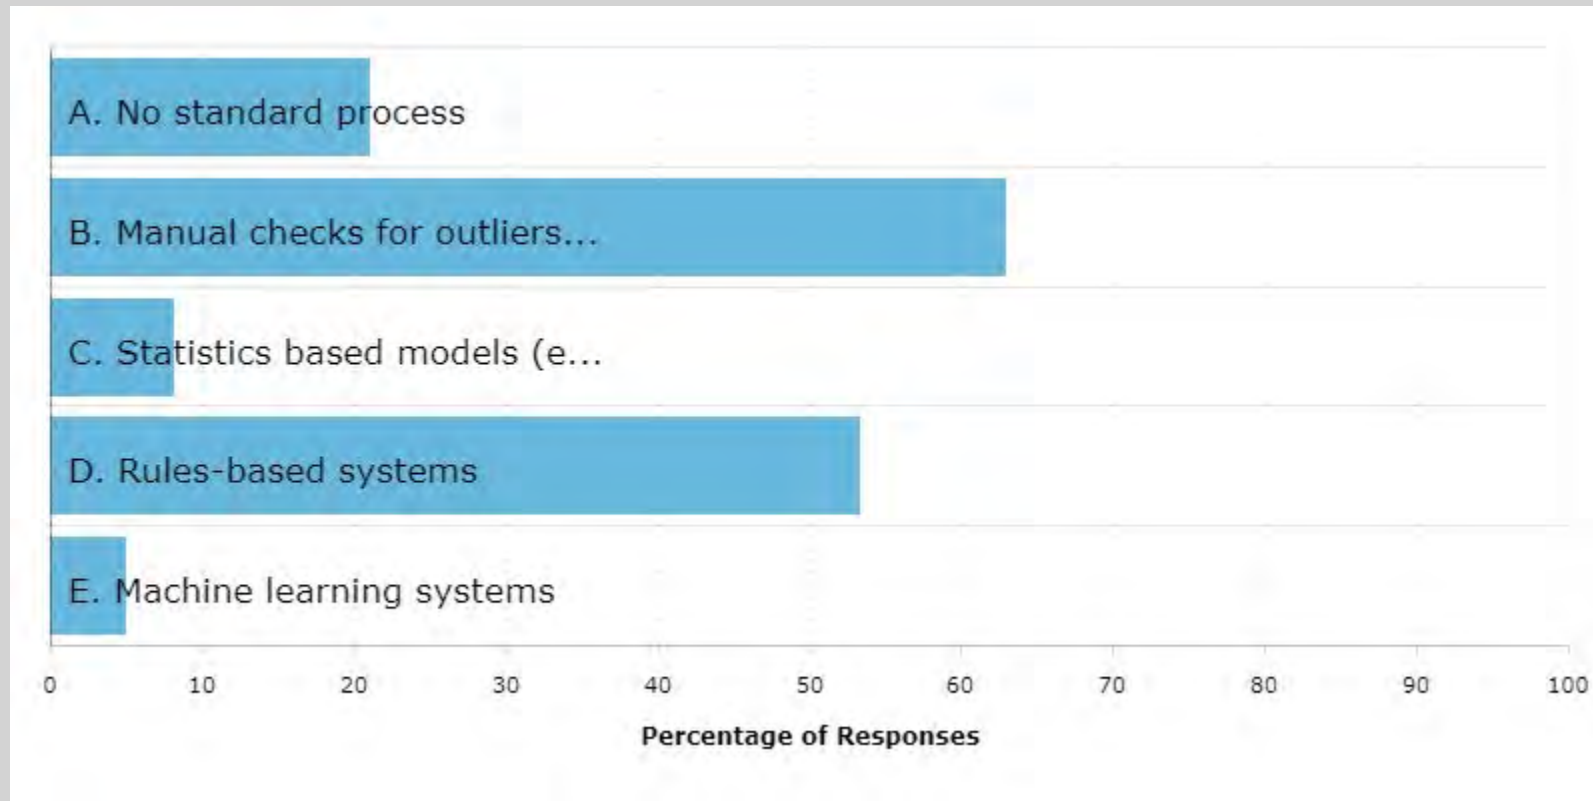 A. No standard process
B. Manual checks for outliers...
C. Statistics based models (e...
D. Rules-based systems
E. Machine learning systems
0 10 20 30 40 50 60 70 80 90 100
Percentage of Responses